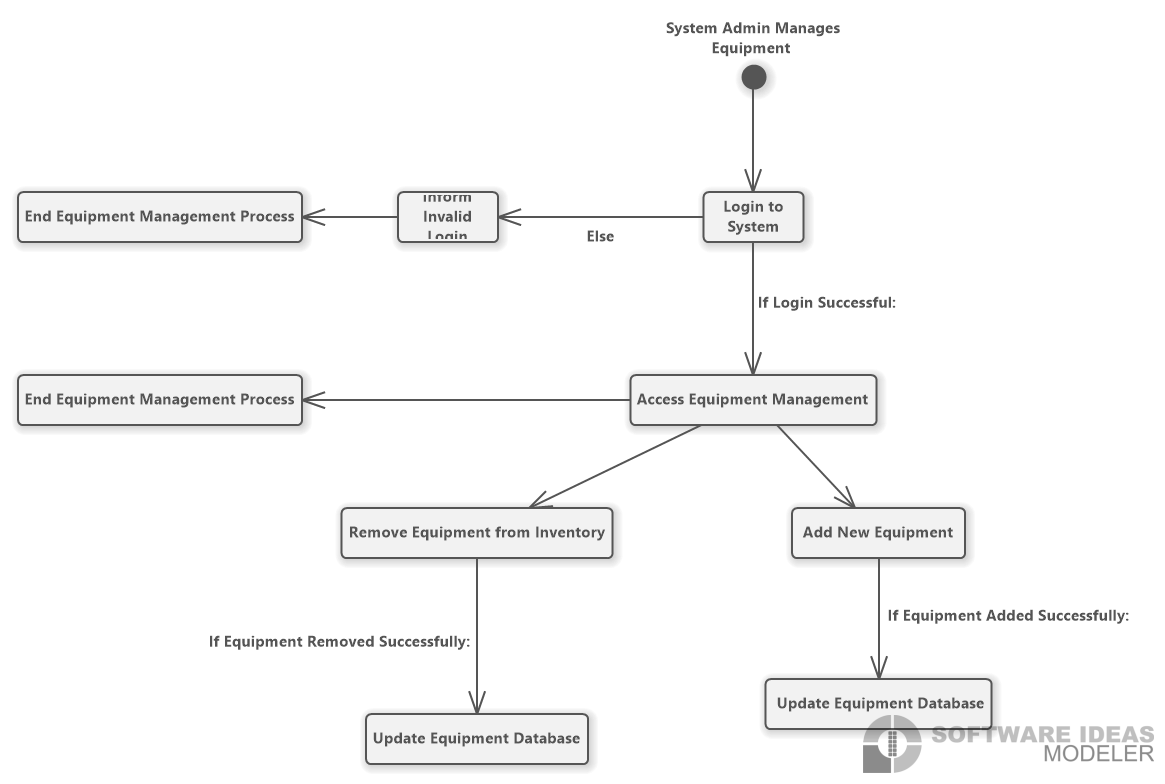 System Admin Manages
Equipment
End Equipment Management Process
Inform
Invalid
Login
Else
Login to
System
If Login Successful:
End Equipment Management Process
Access Equipment Management
Remove Equipment from Inventory
Add New Equipment
If Equipment Added Successfully:
If Equipment Removed Successfully:
Update Equipment Database
Update Equipment Database
SOFTWARE IDEAS
MODELER